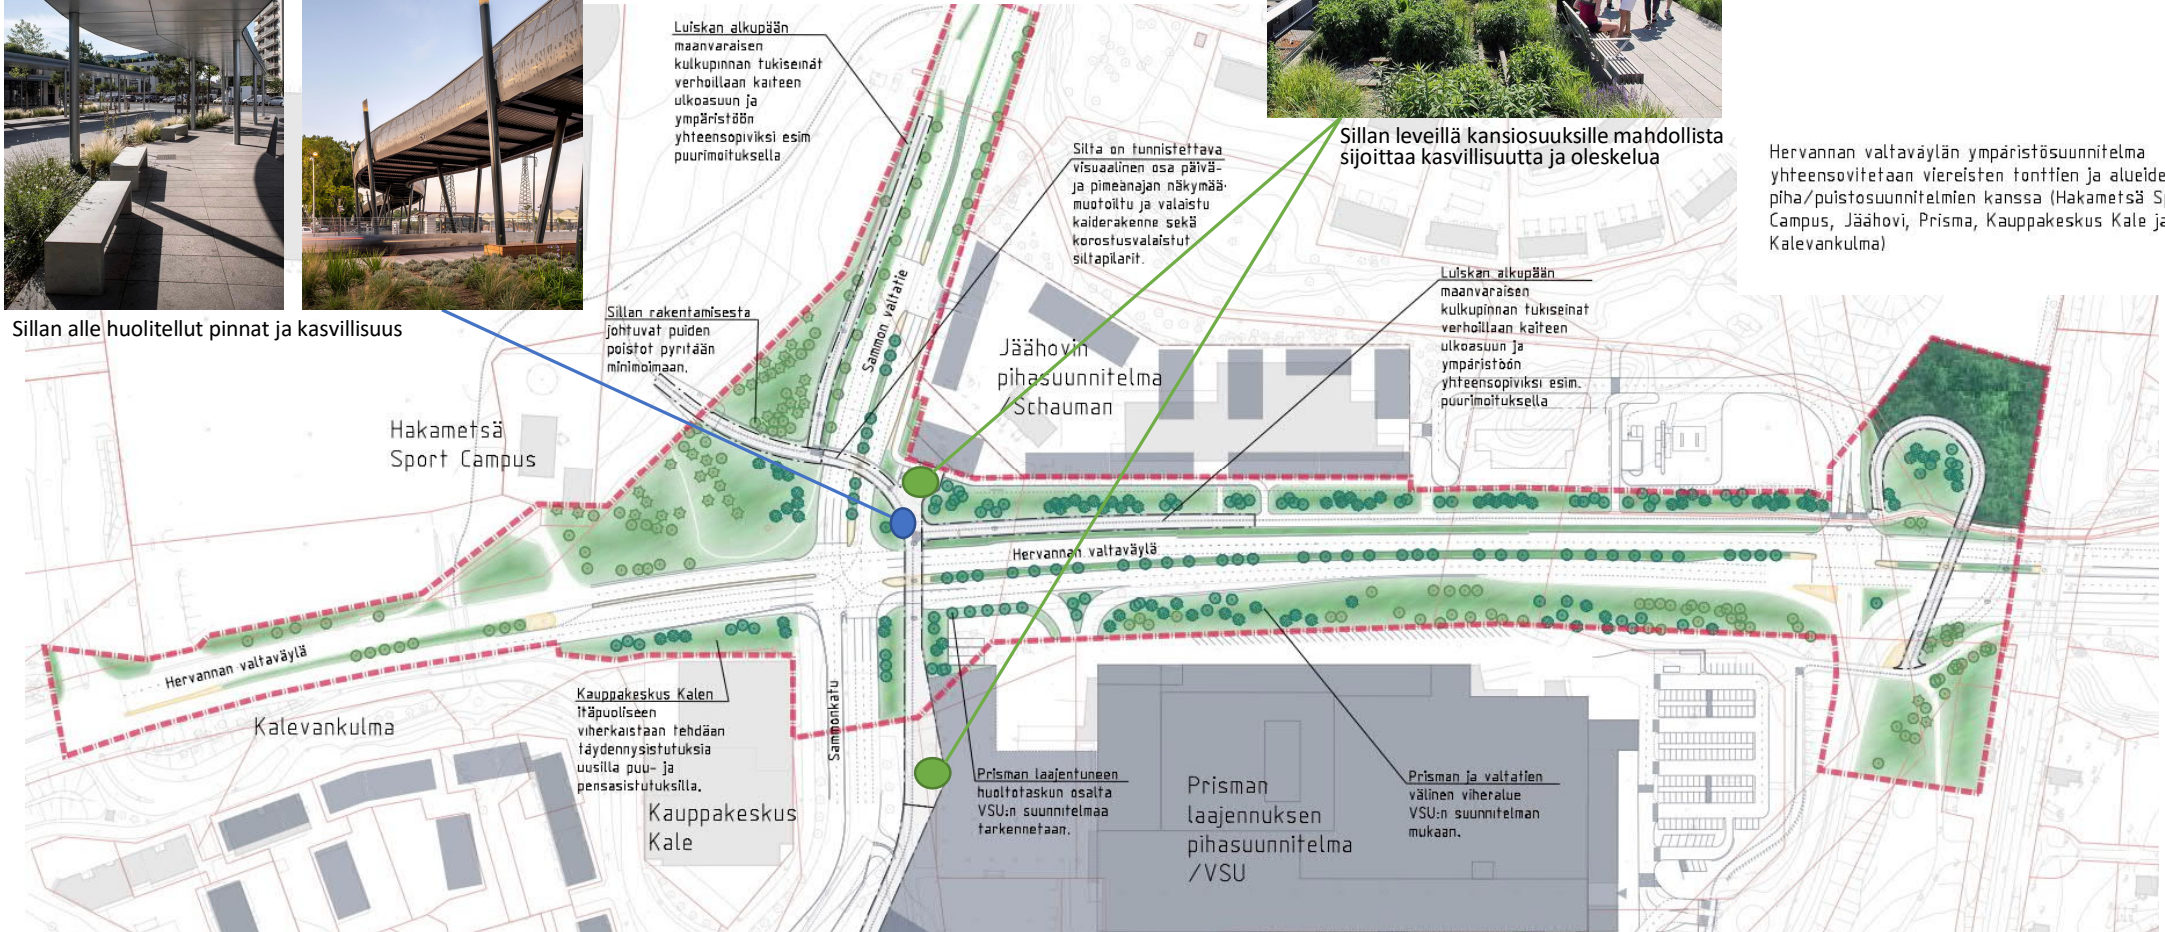 Luiskan alkupään
maanvaraisen
kulkupinnan tukiseinät
verhoillaan kaiteen
ulkoasuun ja
ympäristöön
yhteensopiviksi esim
puurimoituksella
Silta on tunnistettava
visuaalinen osa päivä-
ja pimeänajan näkymää:
muotoiltu ja valaistu
kaiderakenne sekä
korostusvalaistut
siltapilarit.
Sillan leveillä kansiosuuksille mahdollista
sijoittaa kasvillisuutta ja oleskelua
Hervannan valtaväylän ympäristösuunnitelma
yhteensovitetaan viereisten tonttien ja alueide
piha/puistosuunnitelmien kanssa (Hakametsä S
Campus, Jäähovi, Prisma, Kauppakeskus Kale ja
Kalevankulma)
Sillan alle huolitellut pinnat ja kasvillisuus
Sillan rakentamisesta
johtuvat puiden
poistot pyritään
minimoimaan.
Sammon valtatie
Jäähovin
pihasuunnitelma
/Schauman
Luiskan alkupään
maanvaraisen
kulkupinnan tukiseinät
verhoillaan kaiteen
ulkoasuun ja
ympäristöön
yhteensopiviksi esim.
puurimoituksella
Hakametsä
Sport Campus
Hervannan valtaväylä
Hervannan valtaväylä
Kalevankulma
Kauppakeskus Kalen
itäpuoliseen
viherkaistaan tehdään
täydennysistutuksia
uusilla puu- ja
pensasistutuksilla.
Kauppakeskus
Kale
Sammonkatu
Prisman laajentuneen
huoltotaskun osalta
VSU:n suunnitelmaa
tarkennetaan.
Prisman
laajennuksen
pihasuunnitelma
/VSU
Prisman ja valtatien
välinen viheralue
VSU:n suunnitelman
mukaan.